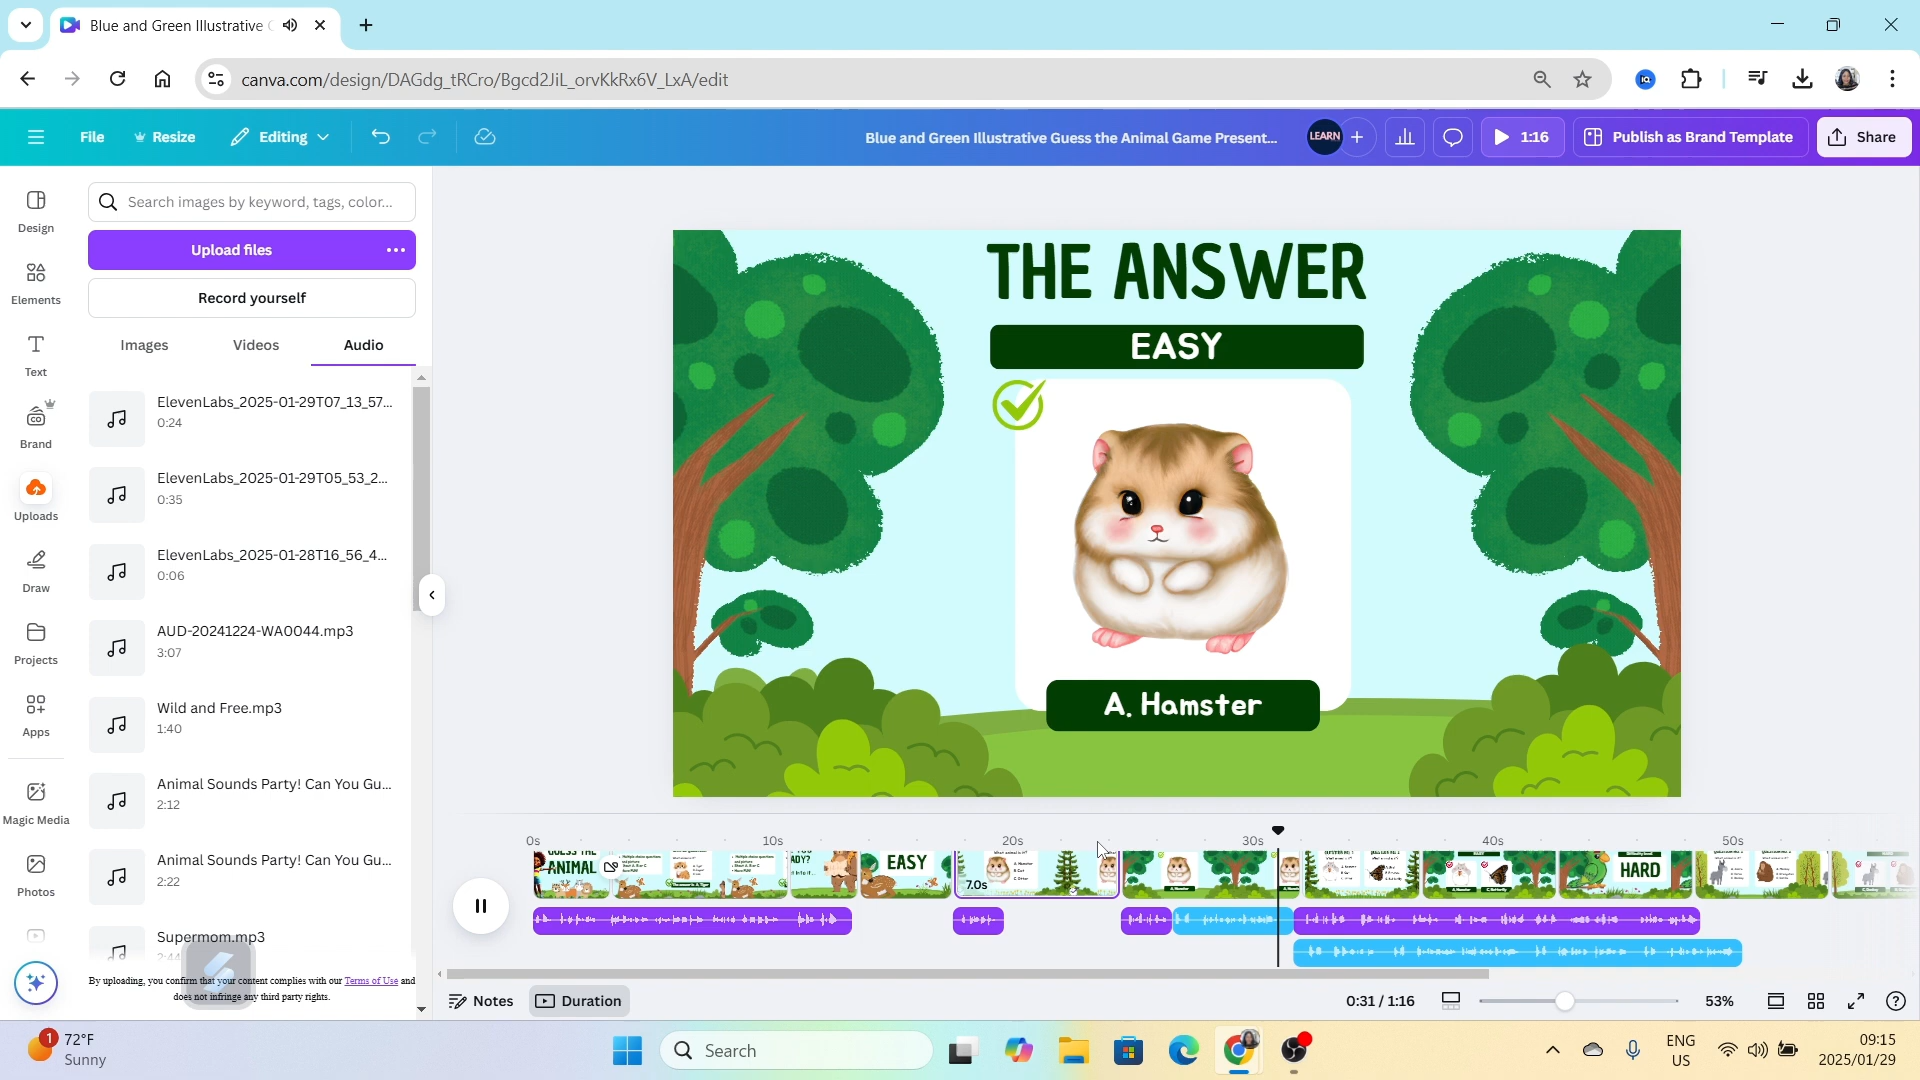 Blue and Green Illustrative
canva.com/design/DAGdg_tRCro/Bgcd2JiL_orvKkRx6V_LxA/edit
File
Resize
Editing
Blue and Green Illustrative Guess the Animal Game Present...
LEARN
1:16
Publish as Brand Template
Share
Design
Elements
Text
Brand
Uploads
Draw
Projects
Apps
Magic Media
Photos
Search images by keyword, tags, color...
Upload files
Record yourself
Images
Videos
Audio
ElevenLabs_2025-01-29T07_13_57...
0:24
ElevenLabs_2025-01-29T05_53_2...
0:35
ElevenLabs_2025-01-28T16_56_4...
0:06
AUD-20241224-WA0044.mp3
3:07
Wild and Free.mp3
1:40
Animal Sounds Party! Can You Gu...
2:12
Animal Sounds Party! Can You Gu...
2:22
Supermom.mp3
2:44
By uploading, you confirm that your content complies with our Terms of Use and
does not infringe any third party rights.
THE ANSWER
EASY
A. Hamster
0s
10s
20s
30s
40s
50s
ANIMAL
EASY
7.0s
HARD
Notes
Duration
0:31 / 1:16
53%
1
72°F
Sunny
Search
ENG
US
09:15
2025/01/29